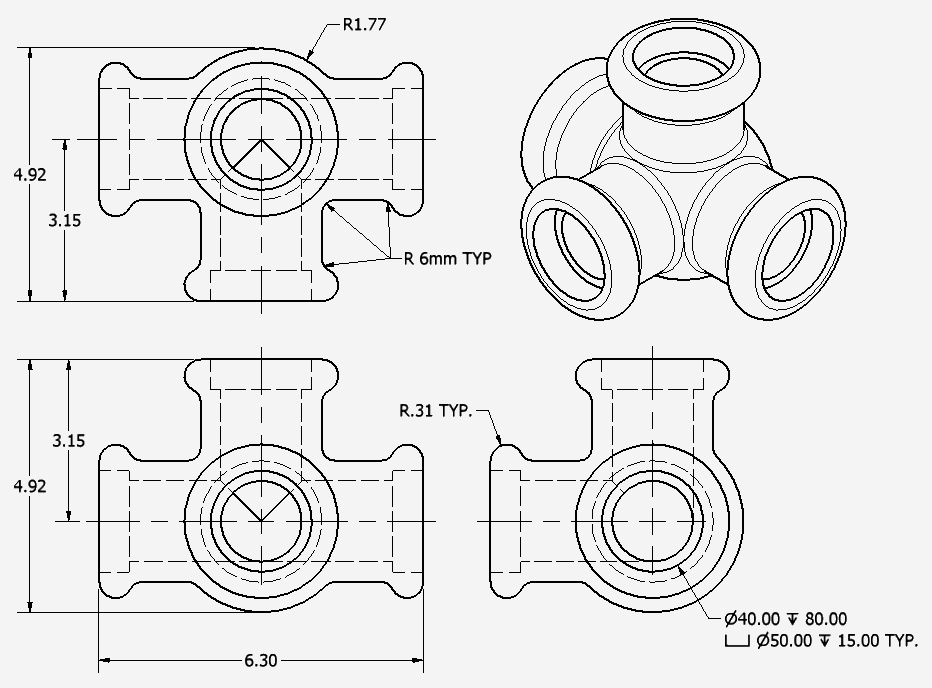 R1.77
4.92
3.15
R 6mm TYP
3.15
R.31 TYP.
4.92
Ø40.00 ↧ 80.00
⌴ Ø50.00 ↧ 15.00 TYP.
6.30